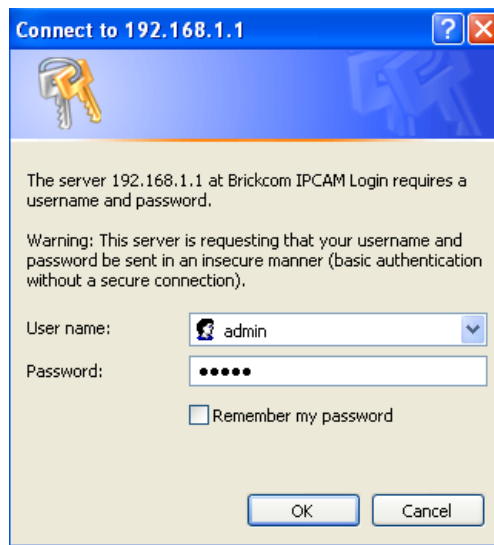 Connect to 192.168.1.1
The server 192.168.1.1 at Brickcom IPCAM Login requires a
username and password.
Warning: This server is requesting that your username and
password be sent in an insecure manner (basic authentication
without a secure connection).
User name:
admin
Password:
•••••
Remember my password
OK
Cancel